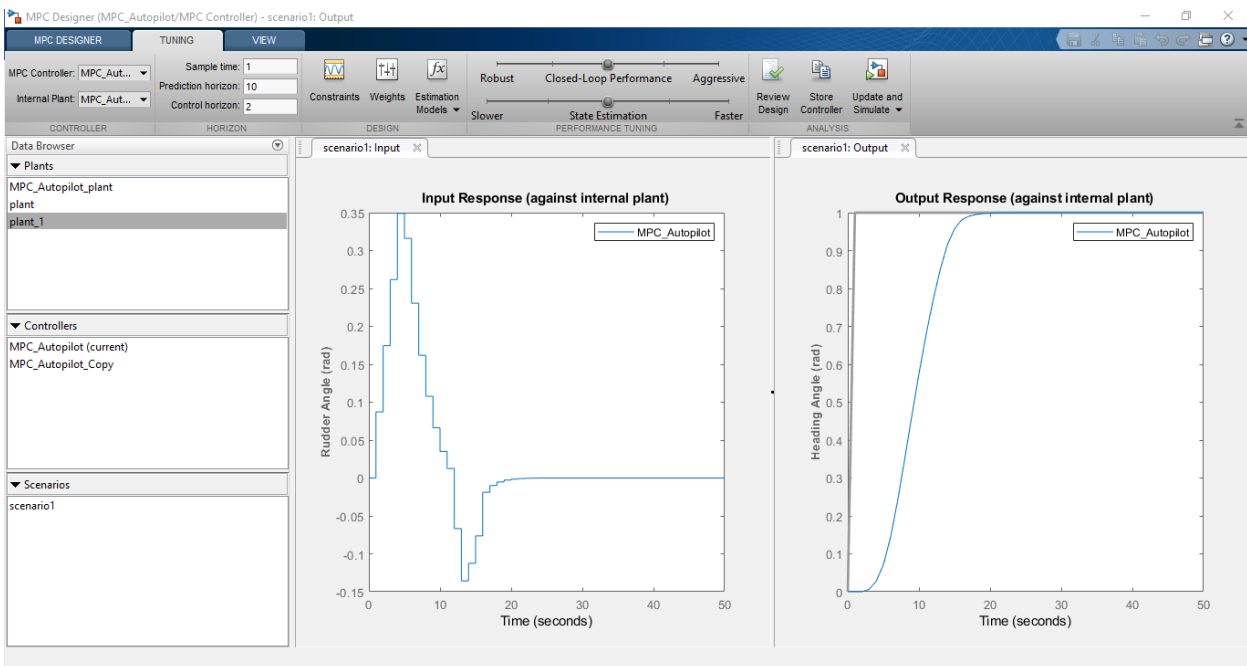 MPC Designer (MPC_Autopilot/MPC Controller) - scenario1: Output
MPC DESIGNER TUNING VIEW
MPC Controller: MPC_Aut...
Internal Plant: MPC_Aut...
Sample time: 1
Prediction horizon: 10
Control horizon: 2
Constraints Weights Estimation Models
Robust Closed-Loop Performance Aggressive
Slower State Estimation Faster
Review Design
Store Controller
Update and Simulate
CONTROLLER HORIZON DESIGN PERFORMANCE TUNING ANALYSIS
Data Browser
Plants
MPC_Autopilot_plant
plant
plant_1
Controllers
MPC_Autopilot (current)
MPC_Autopilot_Copy
Scenarios
scenario1
scenario1: Input
Input Response (against internal plant)
MPC_Autopilot
Rudder Angle (rad)
0.35
0.3
0.25
0.2
0.15
0.1
0.05
0
-0.05
-0.1
-0.15
0 10 20 30 40 50
Time (seconds)
scenario1: Output
Output Response (against internal plant)
MPC_Autopilot
Heading Angle (rad)
1
0.9
0.8
0.7
0.6
0.5
0.4
0.3
0.2
0.1
0
0 10 20 30 40 50
Time (seconds)